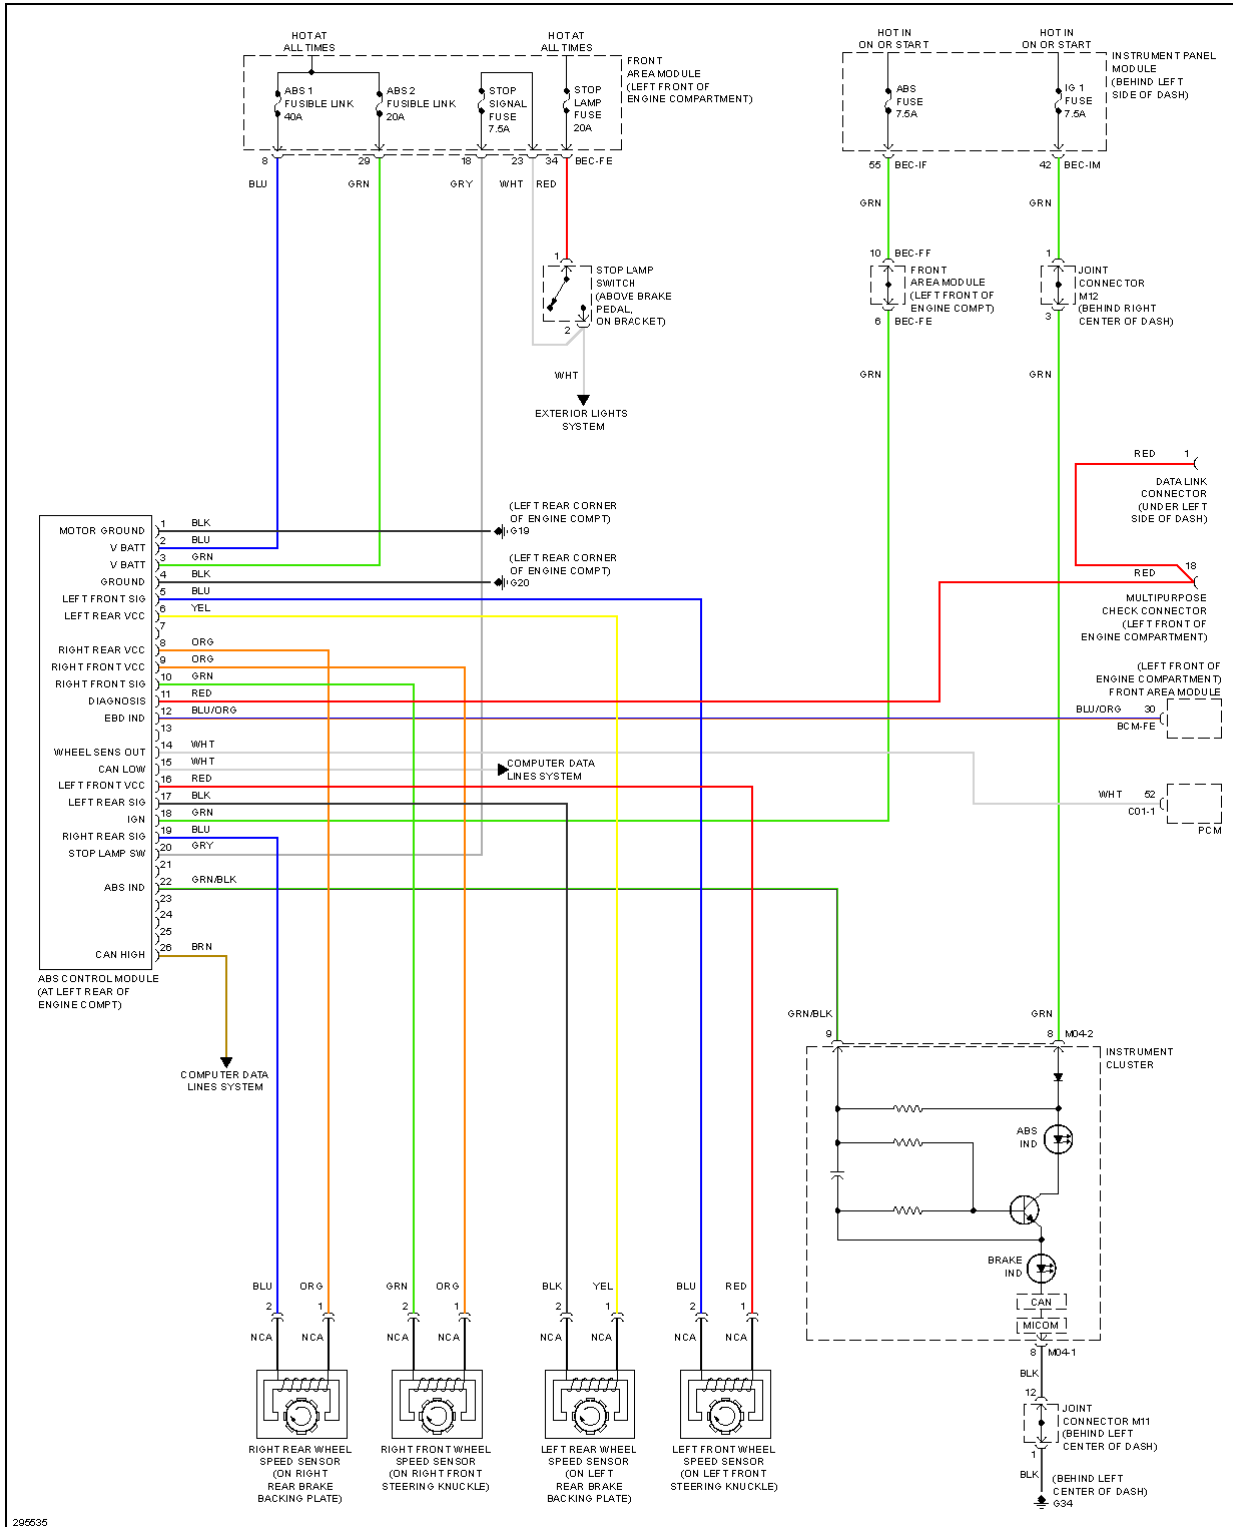 HOT AT
ALL TIMES
HOT AT
ALL TIMES
HOT IN
ON OR START
HOT IN
ON OR START
ABS 1
FUSIBLE LINK
40A
ABS 2
FUSIBLE LINK
20A
STOP
SIGNAL
FUSE
7.5A
STOP
LAMP
FUSE
20A
FRONT
AREA MODULE
(LEFT FRONT OF
ENGINE COMPARTMENT)
ABS
FUSE
7.5A
IG 1
FUSE
7.5A
INSTRUMENT PANEL
MODULE
(BEHIND LEFT
SIDE OF DASH)
8
29
18
23
34
BEC-FE
55
BEC-IF
42
BEC-IM
BLU
GRN
GRY
WHT
RED
GRN
GRN
1
STOP LAMP
SWITCH
(ABOVE BRAKE
PEDAL,
ON BRACKET)
2
10
BEC-FF
FRONT
AREA MODULE
(LEFT FRONT OF
ENGINE COMPT)
6
BEC-FE
1
JOINT
CONNECTOR
M12
(BEHIND RIGHT
CENTER OF DASH)
3
WHT
GRN
GRN
EXTERIOR LIGHTS
SYSTEM
RED
1
DATA LINK
CONNECTOR
(UNDER LEFT
SIDE OF DASH)
RED
18
MULTIPURPOSE
CHECK CONNECTOR
(LEFT FRONT OF
ENGINE COMPARTMENT)
(LEFT REAR CORNER
OF ENGINE COMPT)
G19
(LEFT REAR CORNER
OF ENGINE COMPT)
G20
MOTOR GROUND 1 BLK
V BATT 2 BLU
V BATT 3 GRN
GROUND 4 BLK
LEFT FRONT SIG 5 BLU
LEFT REAR VCC 6 YEL
7
RIGHT REAR VCC 8 ORG
RIGHT FRONT VCC 9 ORG
RIGHT FRONT SIG 10 GRN
DIAGNOSIS 11 RED
EBD IND 12 BLU/ORG
13
WHEEL SENS OUT 14 WHT
CAN LOW 15 WHT
LEFT FRONT VCC 16 RED
LEFT REAR SIG 17 BLK
IGN 18 GRN
RIGHT REAR SIG 19 BLU
STOP LAMP SW 20 GRY
21
ABS IND 22 GRN/BLK
23
24
25
CAN HIGH 26 BRN
ABS CONTROL MODULE
(AT LEFT REAR OF
ENGINE COMPT)
COMPUTER DATA
LINES SYSTEM
COMPUTER DATA
LINES SYSTEM
(LEFT FRONT OF
ENGINE COMPARTMENT)
FRONT AREA MODULE
BLU/ORG
30
BCM-FE
WHT
52
C01-1
PCM
GRN/BLK
9
GRN
8
M04-2
INSTRUMENT
CLUSTER
ABS
IND
BRAKE
IND
CAN
MICOM
8
M04-1
BLK
12
JOINT
CONNECTOR M11
(BEHIND LEFT
CENTER OF DASH)
1
BLK
(BEHIND LEFT
CENTER OF DASH)
G34
BLU
ORG
GRN
ORG
BLK
YEL
BLU
RED
2
1
2
1
2
1
2
1
NCA
NCA
NCA
NCA
NCA
NCA
NCA
NCA
RIGHT REAR WHEEL
SPEED SENSOR
(ON RIGHT
REAR BRAKE
BACKING PLATE)
RIGHT FRONT WHEEL
SPEED SENSOR
(ON RIGHT FRONT
STEERING KNUCKLE)
LEFT REAR WHEEL
SPEED SENSOR
(ON LEFT
REAR BRAKE
BACKING PLATE)
LEFT FRONT WHEEL
SPEED SENSOR
(ON LEFT FRONT
STEERING KNUCKLE)
295535